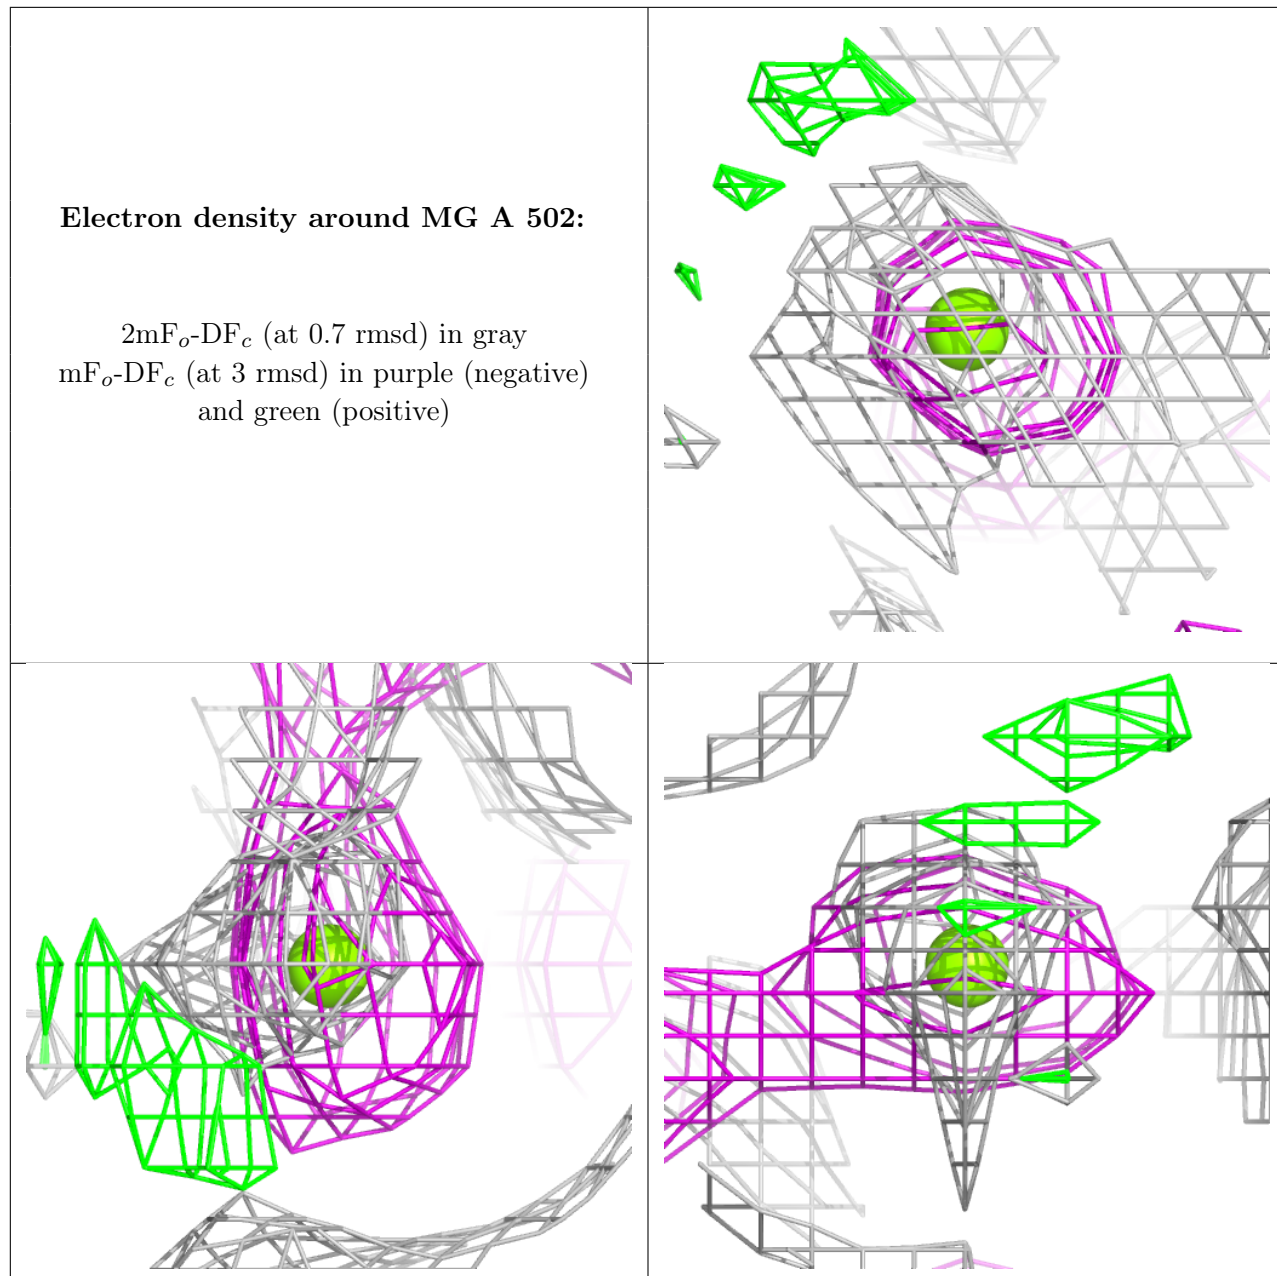 Electron density around MG A 502:
2mFo-DFc (at 0.7 rmsd) in gray
mFo-DFc (at 3 rmsd) in purple (negative)
and green (positive)